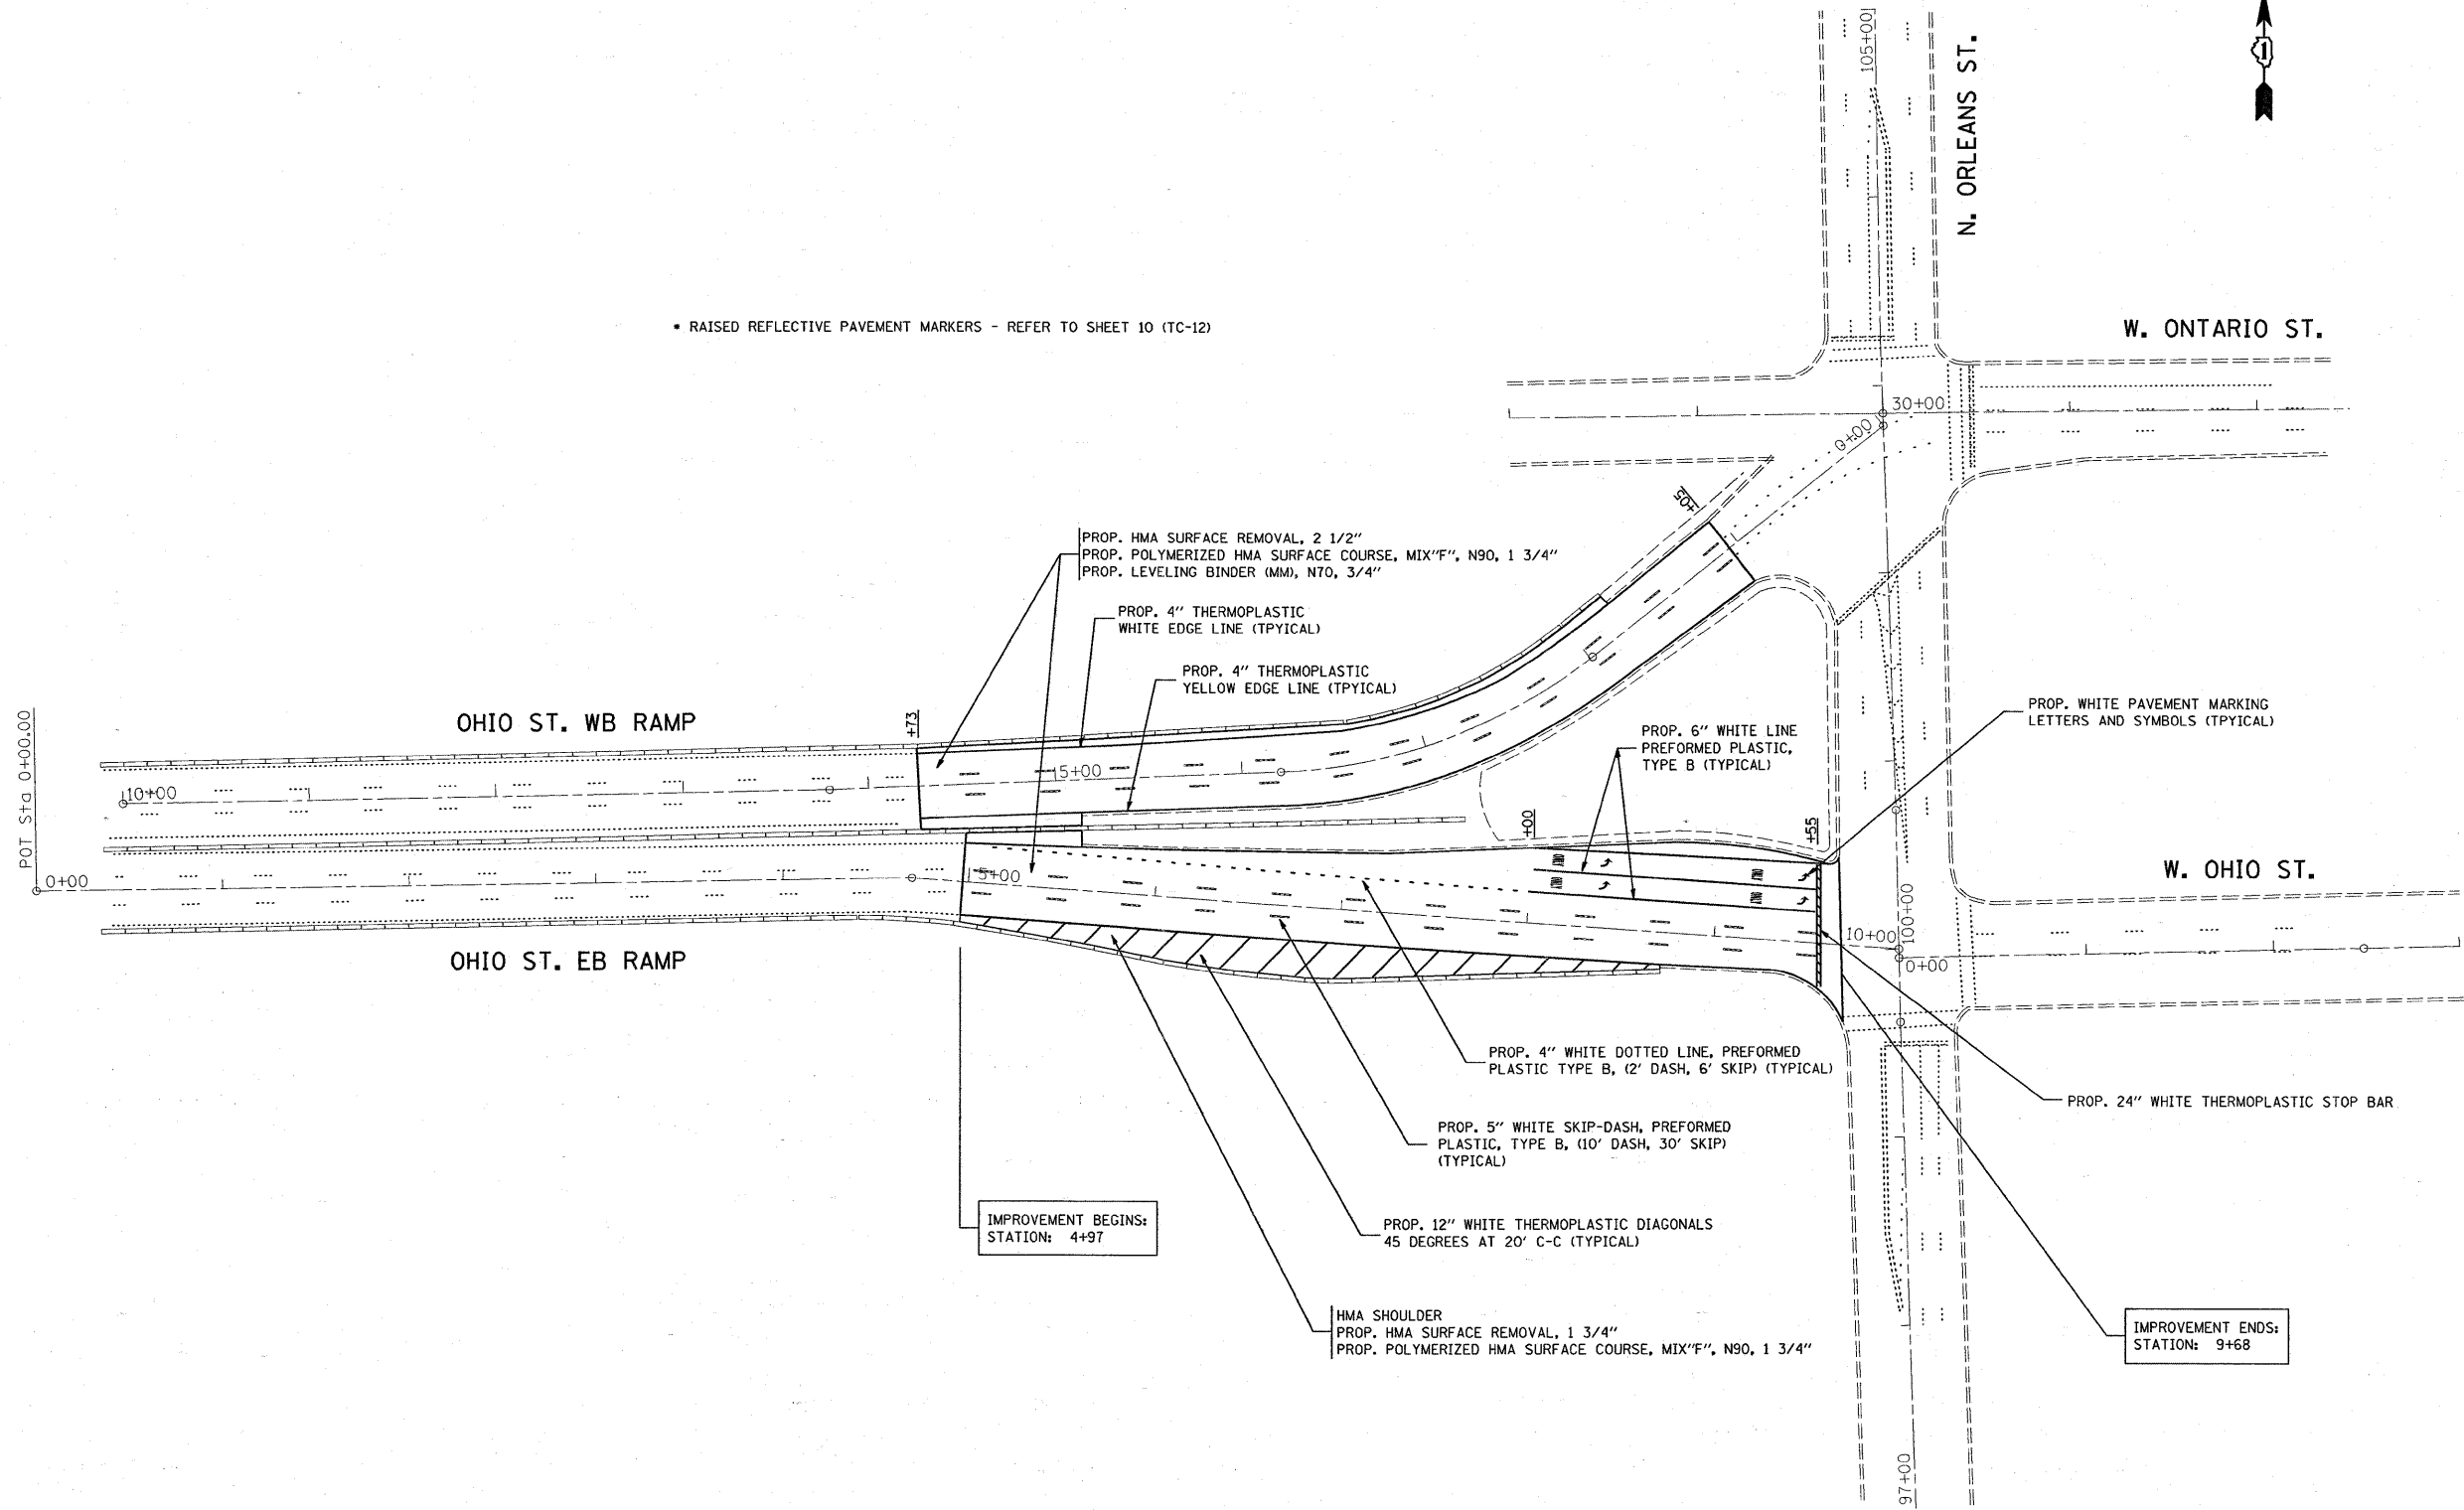 105+00
N. ORLEANS ST.
1
* RAISED REFLECTIVE PAVEMENT MARKERS - REFER TO SHEET 10 (TC-12)
W. ONTARIO ST.
30+00
0+00
+05
PROP. HMA SURFACE REMOVAL, 2 1/2"
PROP. POLYMERIZED HMA SURFACE COURSE, MIX"F", N90, 1 3/4"
PROP. LEVELING BINDER (MM), N70, 3/4"
PROP. 4" THERMOPLASTIC
WHITE EDGE LINE (TPYICAL)
PROP. 4" THERMOPLASTIC
YELLOW EDGE LINE (TPYICAL)
POT Sta 0+00.00
OHIO ST. WB RAMP
+73
PROP. 6" WHITE LINE
PREFORMED PLASTIC,
TYPE B (TYPICAL)
PROP. WHITE PAVEMENT MARKING
LETTERS AND SYMBOLS (TPYICAL)
10+00
5+00
+00
+55
0+00
5+00
W. OHIO ST.
10+00
10+00
0+00
OHIO ST. EB RAMP
PROP. 4" WHITE DOTTED LINE, PREFORMED
PLASTIC TYPE B, (2' DASH, 6' SKIP) (TYPICAL)
PROP. 24" WHITE THERMOPLASTIC STOP BAR
PROP. 5" WHITE SKIP-DASH, PREFORMED
PLASTIC, TYPE B, (10' DASH, 30' SKIP)
(TYPICAL)
IMPROVEMENT BEGINS:
STATION: 4+97
PROP. 12" WHITE THERMOPLASTIC DIAGONALS
45 DEGREES AT 20' C-C (TYPICAL)
HMA SHOULDER
PROP. HMA SURFACE REMOVAL, 1 3/4"
PROP. POLYMERIZED HMA SURFACE COURSE, MIX"F", N90, 1 3/4"
IMPROVEMENT ENDS:
STATION: 9+68
97+00